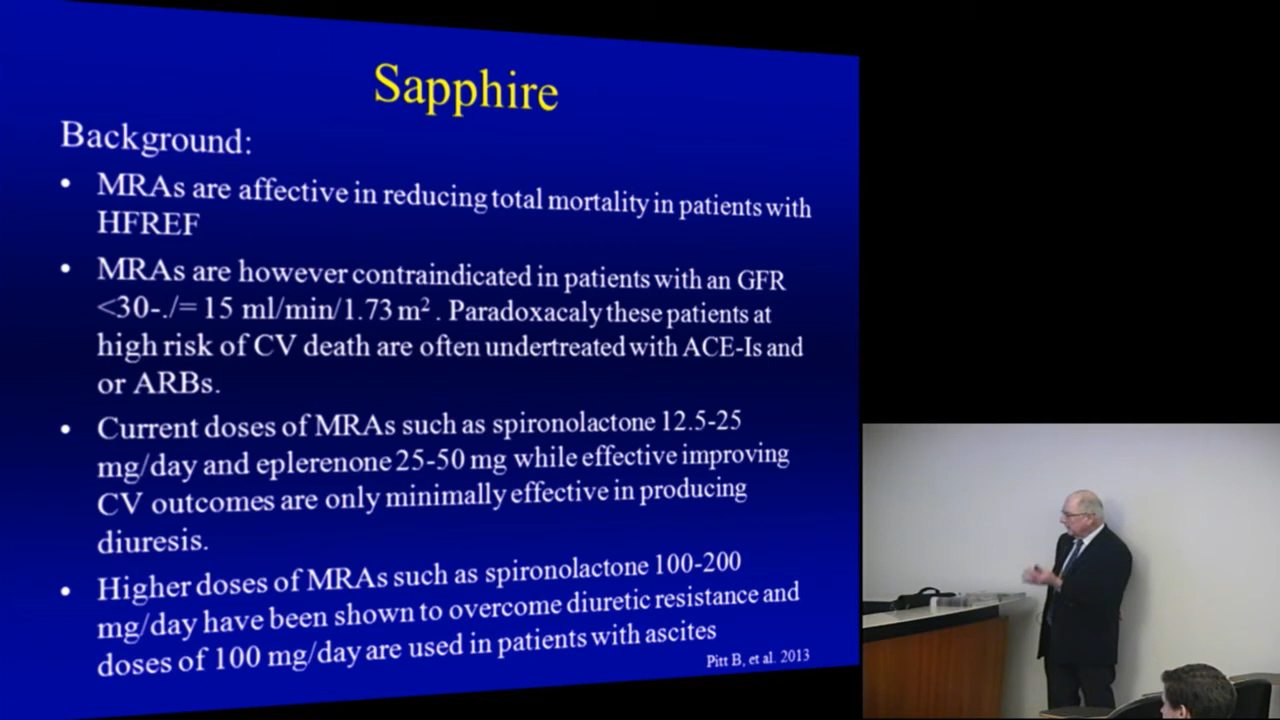 Sapphire
Background:
• MRAs are affective in reducing total mortality in patients with
HFREF
• MRAs are however contraindicated in patients with an GFR
<30-./= 15 ml/min/1.73 m². Paradoxacaly these patients at
high risk of CV death are often undertreated with ACE-Is and
or ARBs.
• Current doses of MRAs such as spironolactone 12.5-25
mg/day and eplerenone 25-50 mg while effective improving
CV outcomes are only minimally effective in producing
diuresis.
• Higher doses of MRAs such as spironolactone 100-200
mg/day have been shown to overcome diuretic resistance and
doses of 100 mg/day are used in patients with ascites
Pitt B, et al. 2013